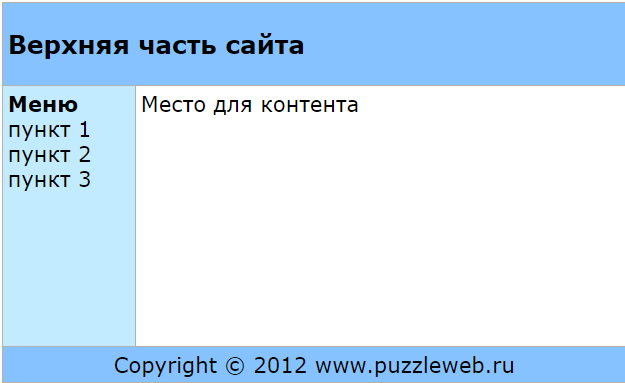 Верхняя часть сайта
Меню
пункт 1
пункт 2
пункт 3
Место для контента
Copyright © 2012 www.puzzleweb.ru